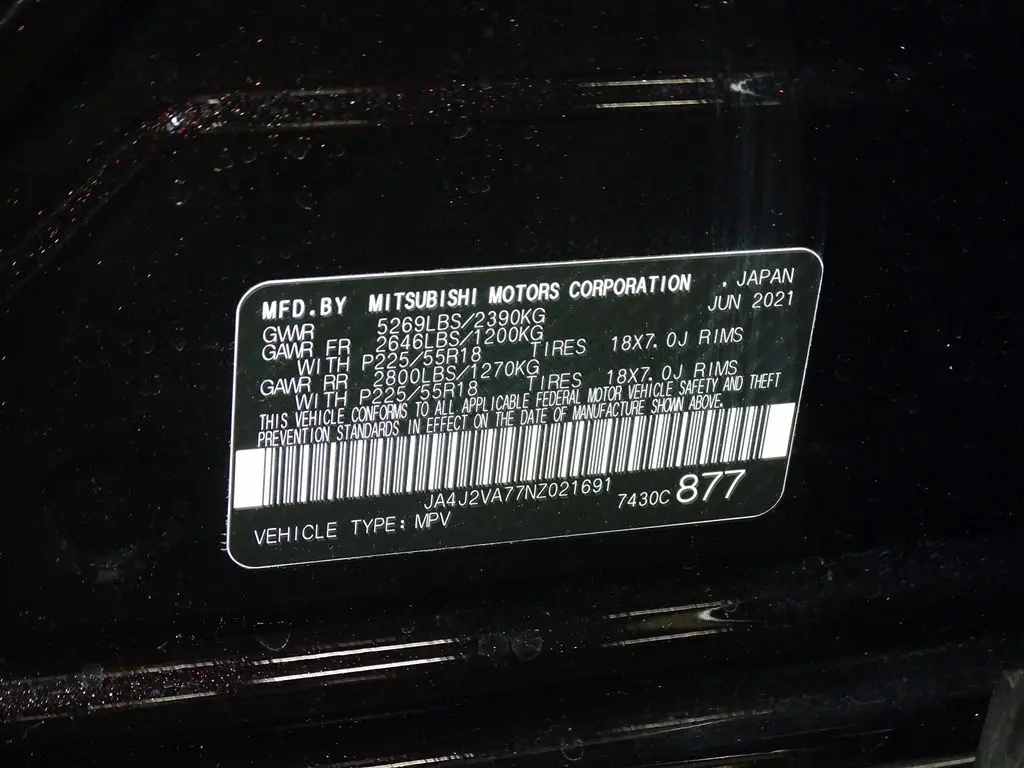 MFD.BY MITSUBISHI MOTORS CORPORATION , JAPAN
JUN 2021
GWWR 5269LBS/2390KG
GAWR FR 2646LBS/1200KG
WITH P225/55R18 TIRES 18X7.0J RIMS
GAWR RR 2800LBS/1270KG
WITH P225/55R18 TIRES 18X7.0J RIMS
THIS VEHICLE CONFORMS TO ALL APPLICABLE FEDERAL MOTOR VEHICLE SAFETY AND THEFT
PREVENTION STANDARDS IN EFFECT ON THE DATE OF MANUFACTURE SHOWN ABOVE.
JA4J2VA77NZ021691 7430C 877
VEHICLE TYPE: MPV